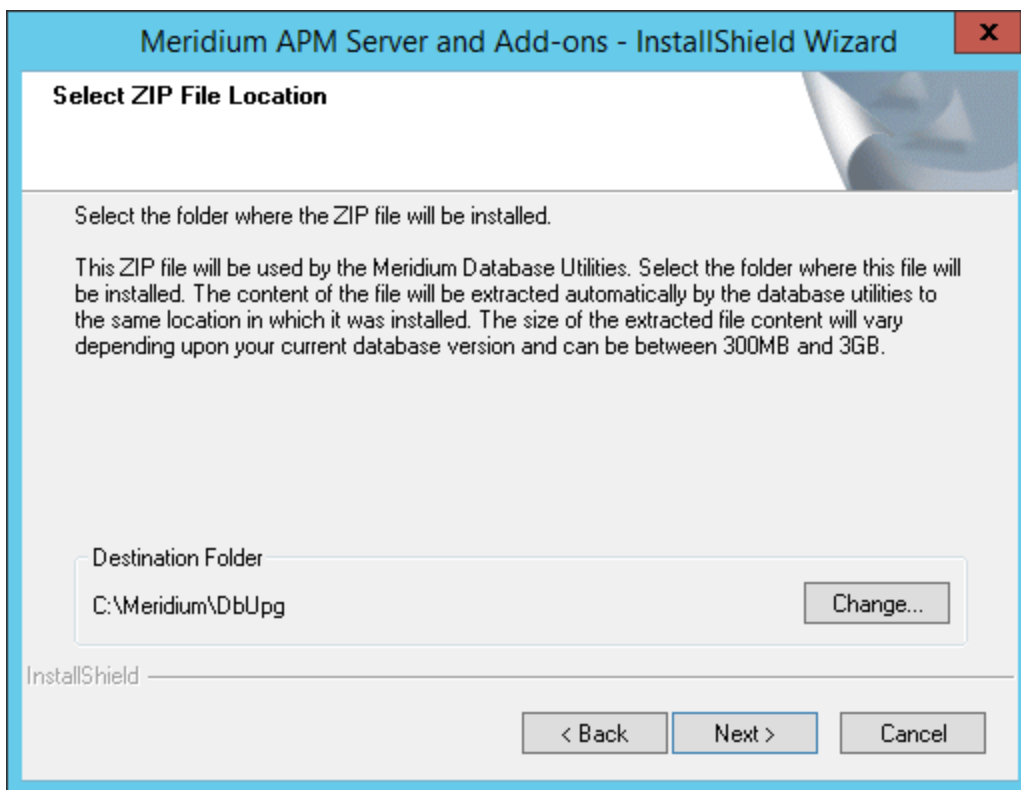 Meridium APM Server and Add-ons - InstallShield Wizard
x
Select ZIP File Location
Select the folder where the ZIP file will be installed.
This ZIP file will be used by the Meridium Database Utilities. Select the folder where this file will
be installed. The content of the file will be extracted automatically by the database utilities to
the same location in which it was installed. The size of the extracted file content will vary
depending upon your current database version and can be between 300MB and 3GB.
Destination Folder
C:\Meridium\DbUpg
Change...
InstallShield
< Back
Next >
Cancel